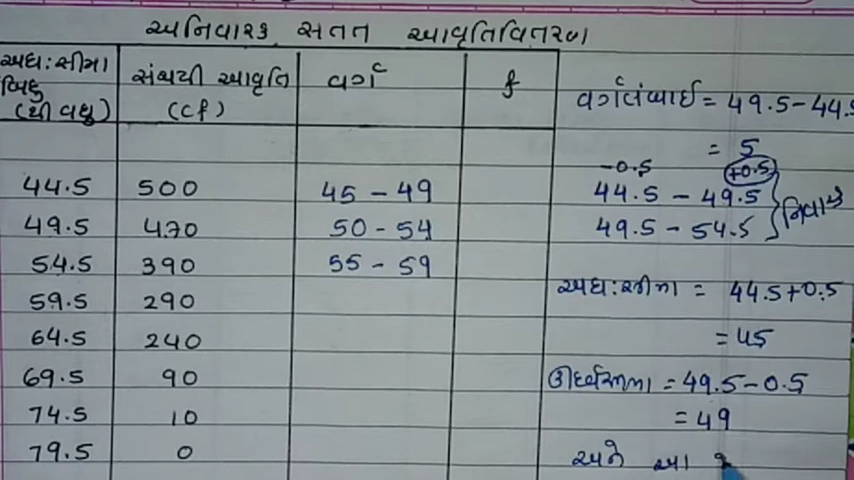 અનિવારક સતત આવૃતિવિતરણ
અધ:સીમા બિંદુ (થી વધુ) સંચયી આવૃતિ (cf) વર્ગ f
44.5 500 45 - 49
49.5 470 50 - 54
54.5 390 55 - 59
59.5 290
64.5 240
69.5 90
74.5 10
79.5 0
વર્ગલંબાઈ = 49.5 - 44.5
= 5
-0.5 +0.5
44.5 - 49.5
49.5 - 54.5
અધ:સીમા = 44.5 + 0.5
= 45
ઊર્ધ્વસીમા = 49.5 - 0.5
= 49
અને આ